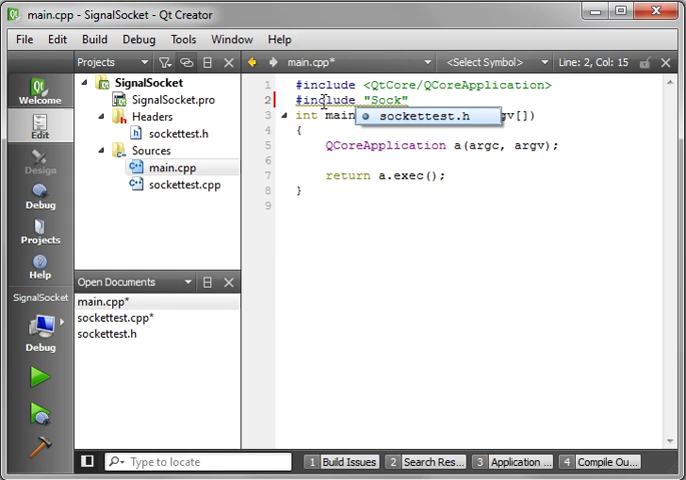 main.cpp - SignalSocket - Qt Creator
File Edit Build Debug Tools Window Help
Projects main.cpp* <Select Symbol> Line: 2, Col: 15
Welcome
Edit
Design
Debug
Projects
Help
SignalSocket
Debug
SignalSocket
SignalSocket.pro
Headers
sockettest.h
Sources
main.cpp
sockettest.cpp
Open Documents
main.cpp*
sockettest.cpp*
sockettest.h
1 #include <QtCore/QCoreApplication>
2 #include "Sock"
sockettest.h
3 int main gv[])
4 {
5 QCoreApplication a(argc, argv);
6
7 return a.exec();
8 }
9
Type to locate 1 Build Issues 2 Search Res... 3 Application ... 4 Compile Ou...